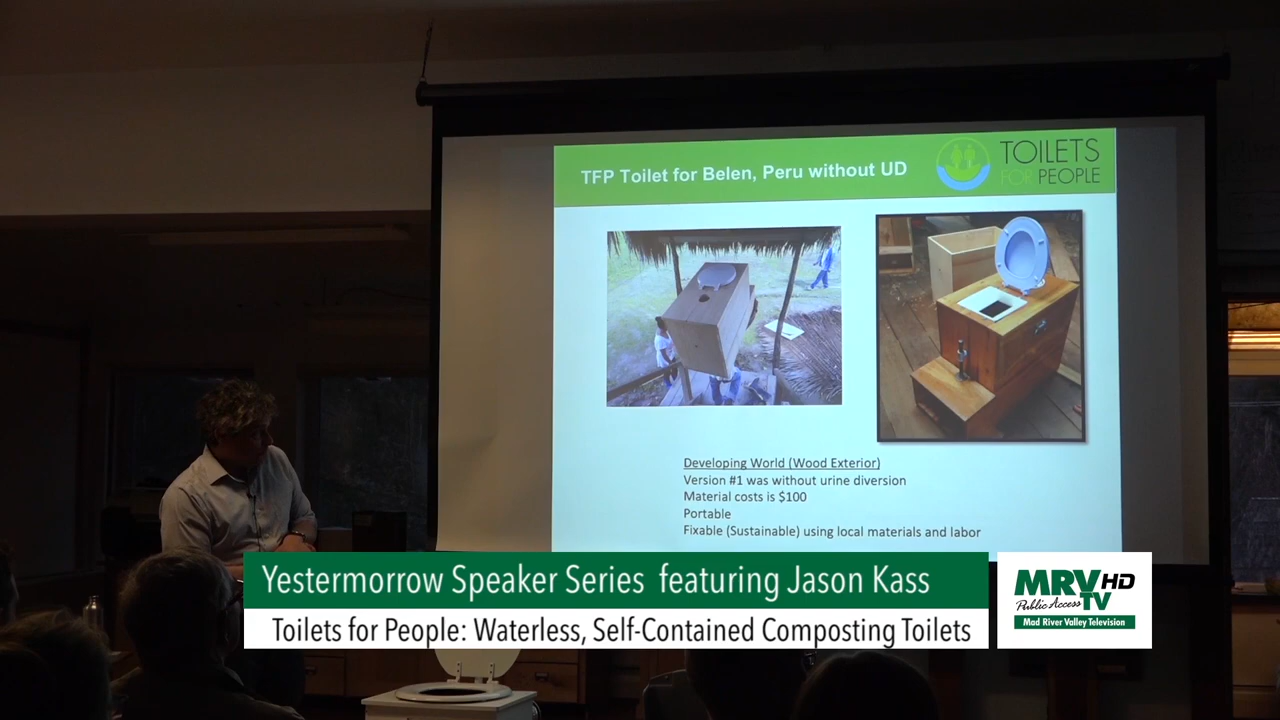 TFP Toilet for Belen, Peru without UD
TOILETS
FOR PEOPLE
Developing World (Wood Exterior)
Version #1 was without urine diversion
Material costs is $100
Portable
Fixable (Sustainable) using local materials and labor
Yestermorrow Speaker Series featuring Jason Kass
Toilets for People: Waterless, Self-Contained Composting Toilets
MRV HD
Public Access TV
Mad River Valley Television